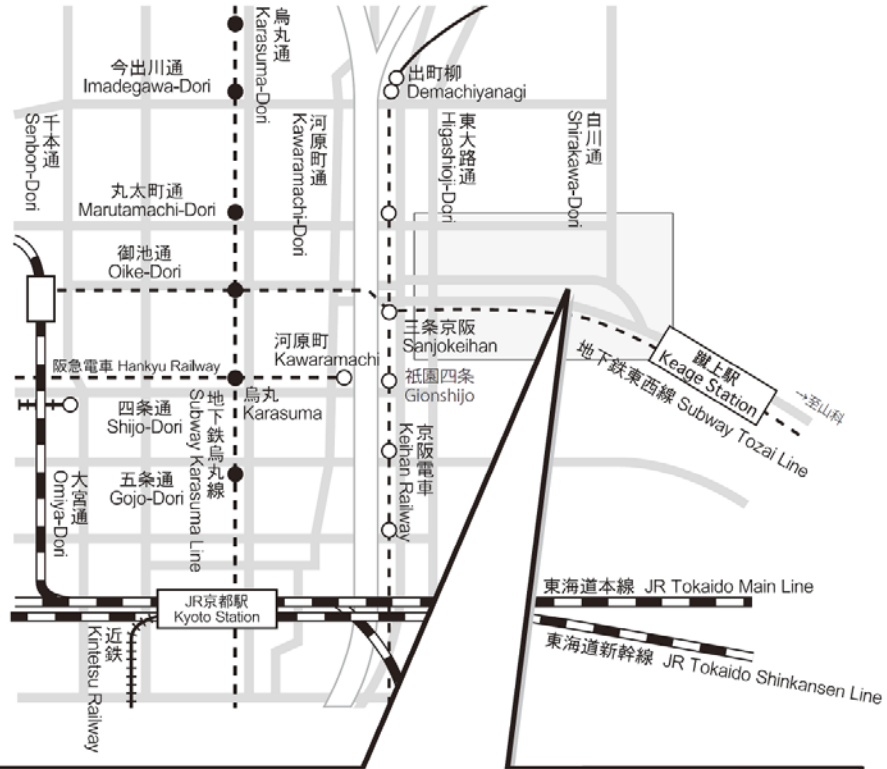 烏丸通
Karasuma-Dori
今出川通
Imadegawa-Dori
出町柳
Demachiyanagi
千本通
Senbon-Dori
河原町通
Kawaramachi-Dori
東大路通
Higashioji-Dori
白川通
Shirakawa-Dori
丸太町通
Marutamachi-Dori
御池通
Oike-Dori
三条京阪
Sanjokeihan
河原町
Kawaramachi
阪急電車 Hankyu Railway
祇園四条
Gionshijo
蹴上駅
Keage Station
地下鉄東西線 Subway Tozai Line
→至山科
烏丸
Karasuma
四条通
Shijo-Dori
地下鉄烏丸線
Subway Karasuma Line
京阪電車
Keihan Railway
大宮通
Omiya-Dori
五条通
Gojo-Dori
JR京都駅
Kyoto Station
東海道本線 JR Tokaido Main Line
東海道新幹線 JR Tokaido Shinkansen Line
近鉄
Kintetsu Railway